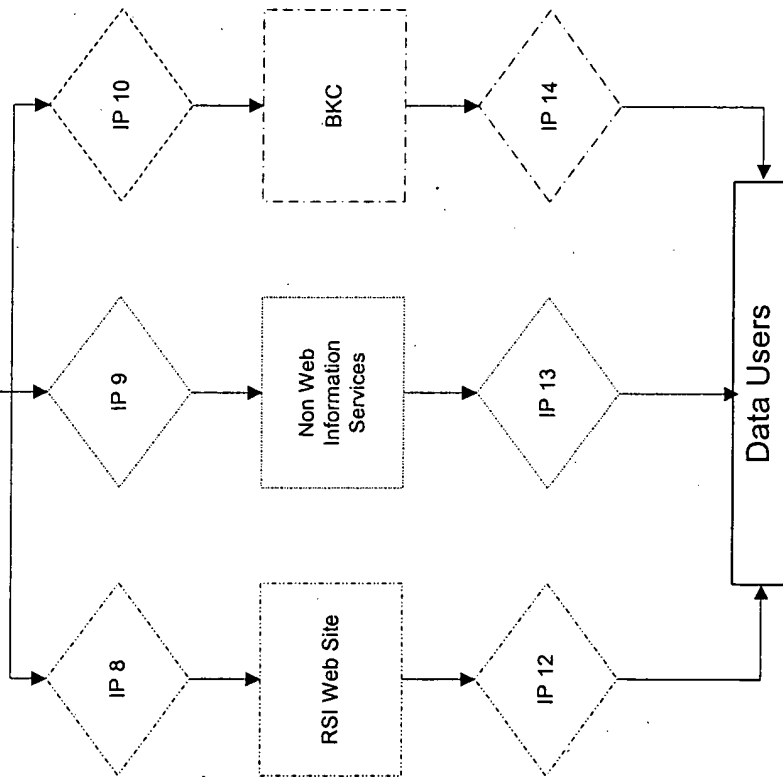 IP 8
IP 9
IP 10
RSI Web Site
Non Web
Information
Services
BKC
IP 12
IP 13
IP 14
Data Users